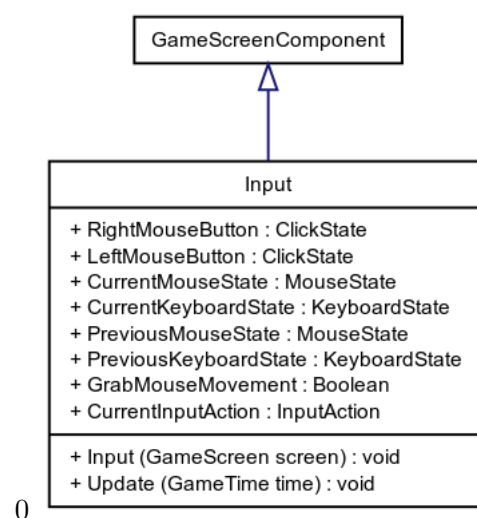 GameScreenComponent
Input
+ RightMouseButton : ClickState
+ LeftMouseButton : ClickState
+ CurrentMouseState : MouseState
+ CurrentKeyboardState : KeyboardState
+ PreviousMouseState : MouseState
+ PreviousKeyboardState : KeyboardState
+ GrabMouseMovement : Boolean
+ CurrentInputAction : InputAction
+ Input (GameScreen screen) : void
+ Update (GameTime time) : void
0